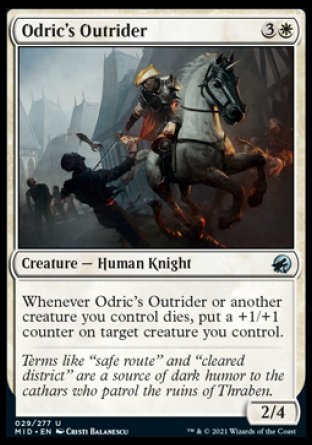 Odric's Outrider 3
Creature — Human Knight
Whenever Odric's Outrider or another
creature you control dies, put a +1/+1
counter on target creature you control.
Terms like “safe route” and “cleared
district” are a source of dark humor to the
cathars who patrol the ruins of Thraben.
2/4
029/277 U
MID • EN Cristi Balanescu
™ & © 2021 Wizards of the Coast